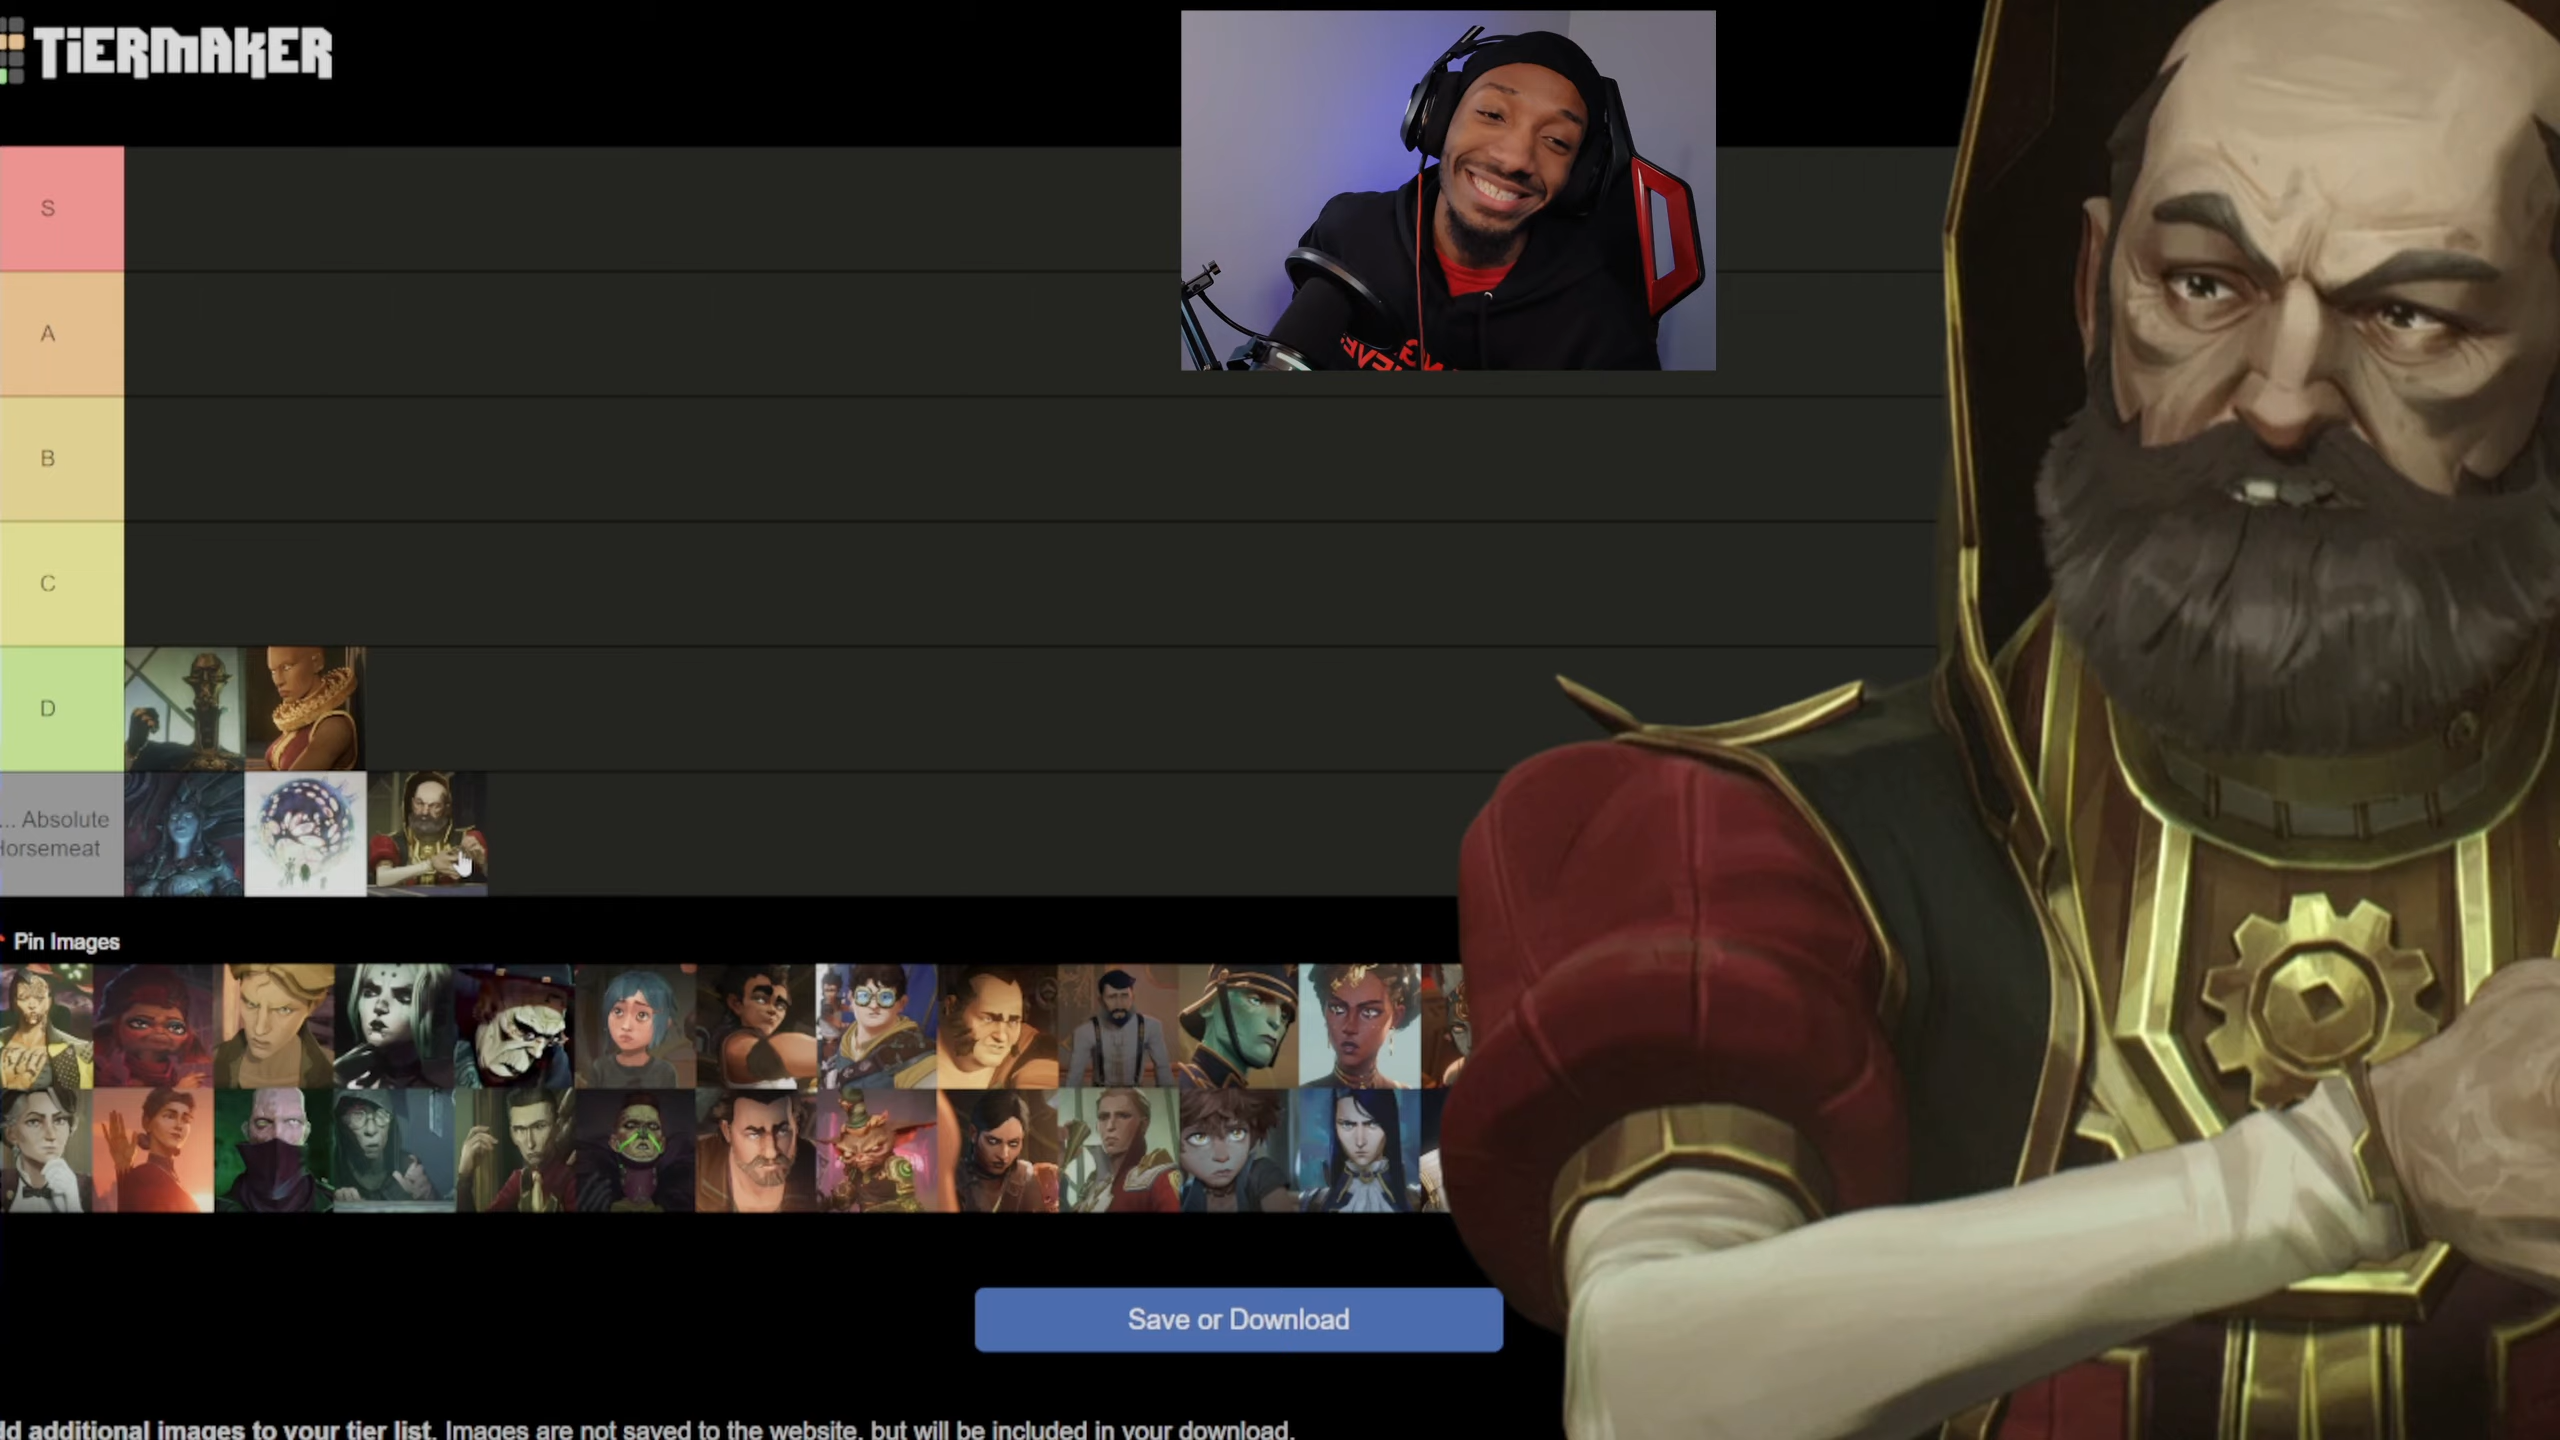 TiERMAKER
S
A
B
C
D
... Absolute
Horsemeat
Pin Images
Save or Download
dd additional images to your tier list. Images are not saved to the website, but will be included in your download.